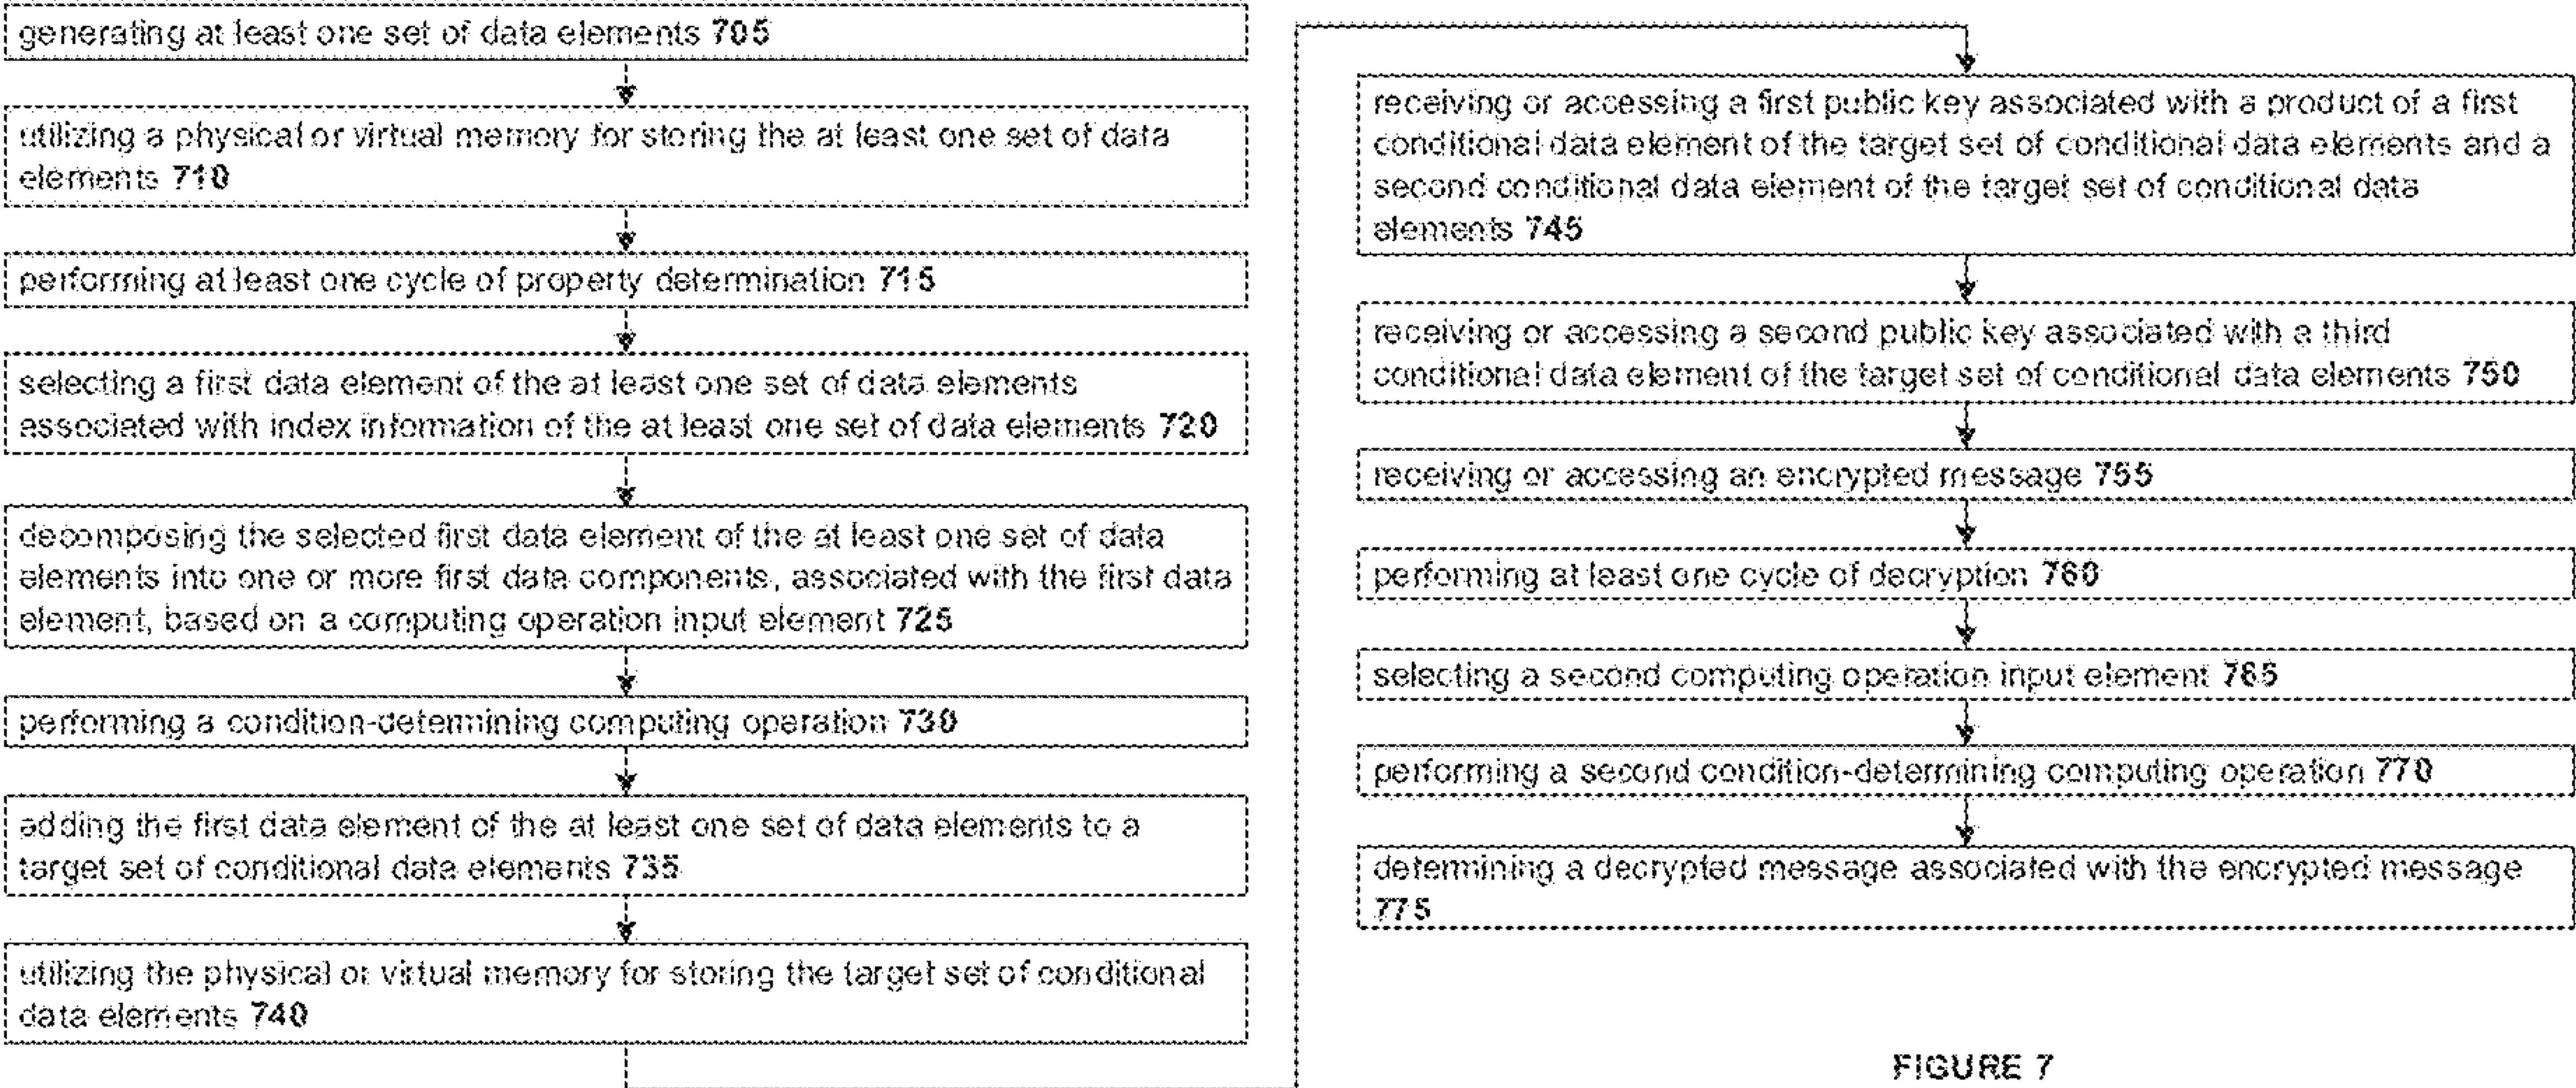 generating at least one set of data elements 705
utilizing a physical or virtual memory for storing the at least one set of data
elements 710
performing at least one cycle of property determination 715
selecting a first data element of the at least one set of data elements
associated with index information of the at least one set of data elements 720
decomposing the selected first data element of the at least one set of data
elements into one or more first data components, associated with the first data
element, based on a computing operation input element 725
performing a condition-determining computing operation 730
adding the first data element of the at least one set of data elements to a
target set of conditional data elements 735
utilizing the physical or virtual memory for storing the target set of conditional
data elements 740
receiving or accessing a first public key associated with a product of a first
conditional data element of the target set of conditional data elements and a
second conditional data element of the target set of conditional data
elements 745
receiving or accessing a second public key associated with a third
conditional data element of the target set of conditional data elements 750
receiving or accessing an encrypted message 755
performing at least one cycle of decryption 760
selecting a second computing operation input element 765
performing a second condition-determining computing operation 770
determining a decrypted message associated with the encrypted message
775
FIGURE 7